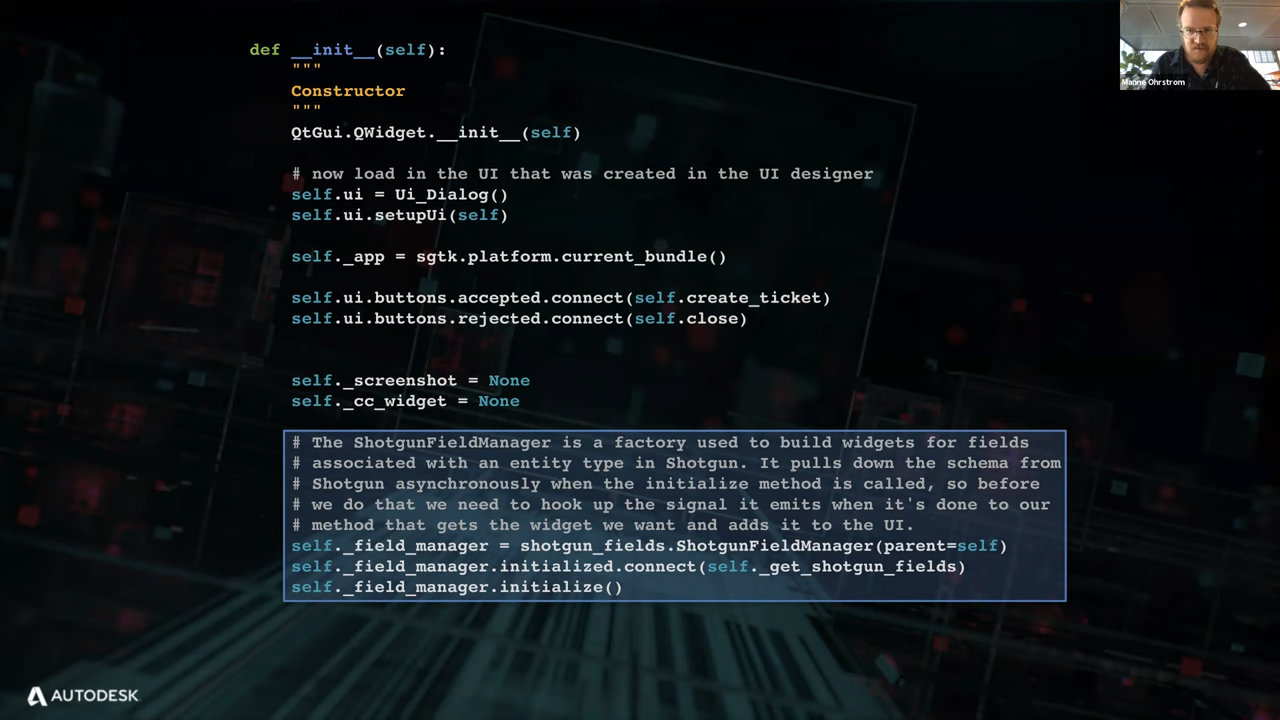 def __init__(self):
"""
Constructor
"""
QtGui.QWidget.__init__(self)
# now load in the UI that was created in the UI designer
self.ui = Ui_Dialog()
self.ui.setupUi(self)
self._app = sgtk.platform.current_bundle()
self.ui.buttons.accepted.connect(self.create_ticket)
self.ui.buttons.rejected.connect(self.close)
self._screenshot = None
self._cc_widget = None
# The ShotgunFieldManager is a factory used to build widgets for fields
# associated with an entity type in Shotgun. It pulls down the schema from
# Shotgun asynchronously when the initialize method is called, so before
# we do that we need to hook up the signal it emits when it's done to our
# method that gets the widget we want and adds it to the UI.
self._field_manager = shotgun_fields.ShotgunFieldManager(parent=self)
self._field_manager.initialized.connect(self._get_shotgun_fields)
self._field_manager.initialize()
Manne Ohrstrom
AUTODESK